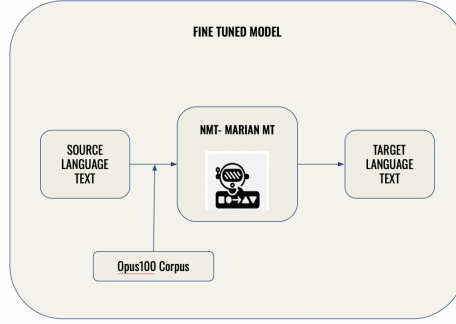 FINE TUNED MODEL
NMT- MARIAN MT
SOURCE
LANGUAGE
TEXT
TARGET
LANGUAGE
TEXT
Opus100 Corpus